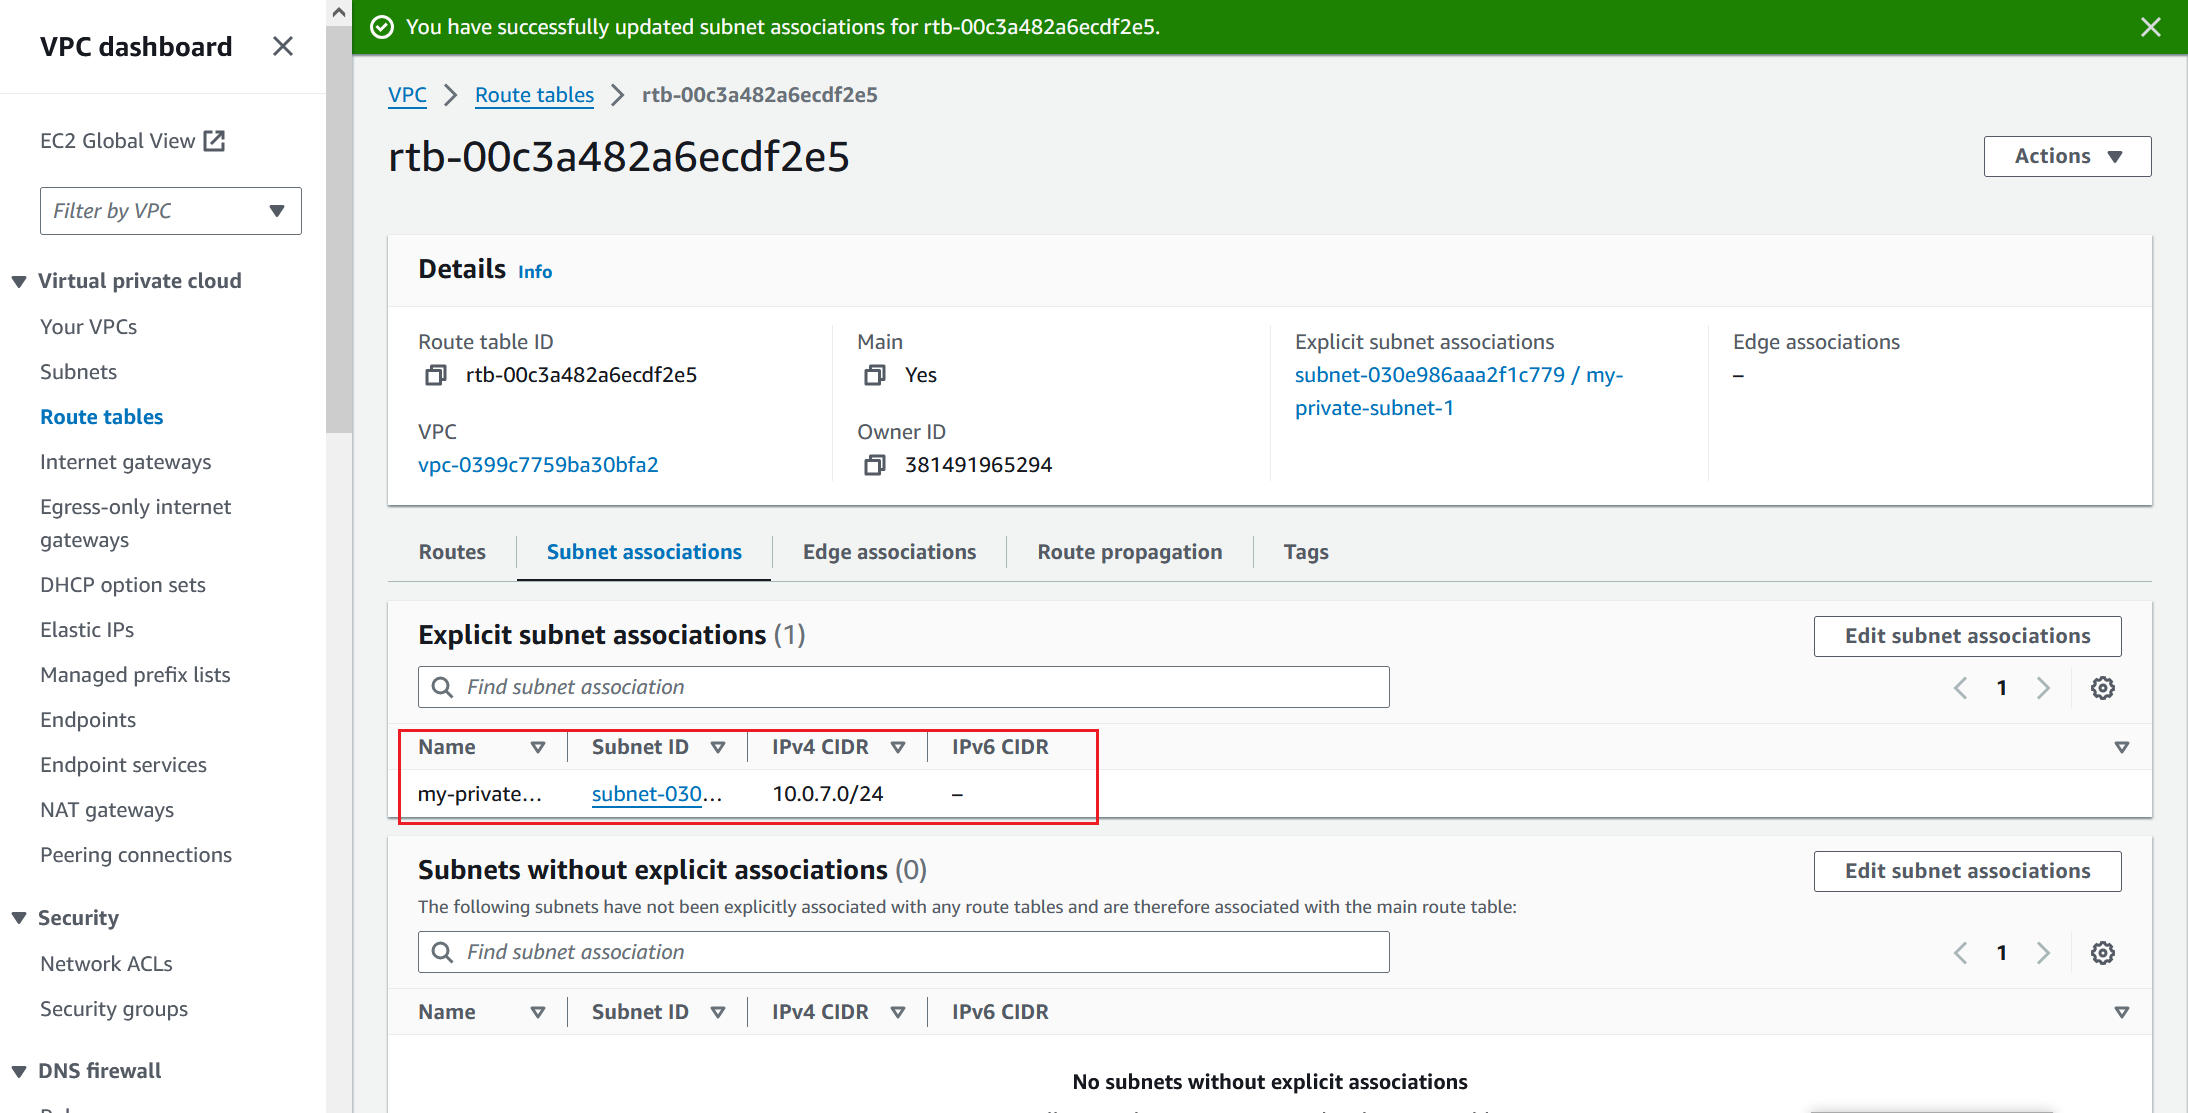 VPC dashboard
EC2 Global View
Filter by VPC
Virtual private cloud
Your VPCs
Subnets
Route tables
Internet gateways
Egress-only internet
gateways
DHCP option sets
Elastic IPs
Managed prefix lists
Endpoints
Endpoint services
NAT gateways
Peering connections
Security
Network ACLs
Security groups
DNS firewall
You have successfully updated subnet associations for rtb-00c3a482a6ecdf2e5.
VPC > Route tables > rtb-00c3a482a6ecdf2e5
rtb-00c3a482a6ecdf2e5
Actions
Details Info
Route table ID
rtb-00c3a482a6ecdf2e5
Main
Yes
Explicit subnet associations
subnet-030e986aaa2f1c779 / my-
private-subnet-1
Edge associations
–
VPC
vpc-0399c7759ba30bfa2
Owner ID
381491965294
Routes Subnet associations Edge associations Route propagation Tags
Explicit subnet associations (1)
Edit subnet associations
Find subnet association
1
Name Subnet ID IPv4 CIDR IPv6 CIDR
my-private… subnet-030… 10.0.7.0/24 –
Subnets without explicit associations (0)
Edit subnet associations
The following subnets have not been explicitly associated with any route tables and are therefore associated with the main route table:
Find subnet association
1
Name Subnet ID IPv4 CIDR IPv6 CIDR
No subnets without explicit associations